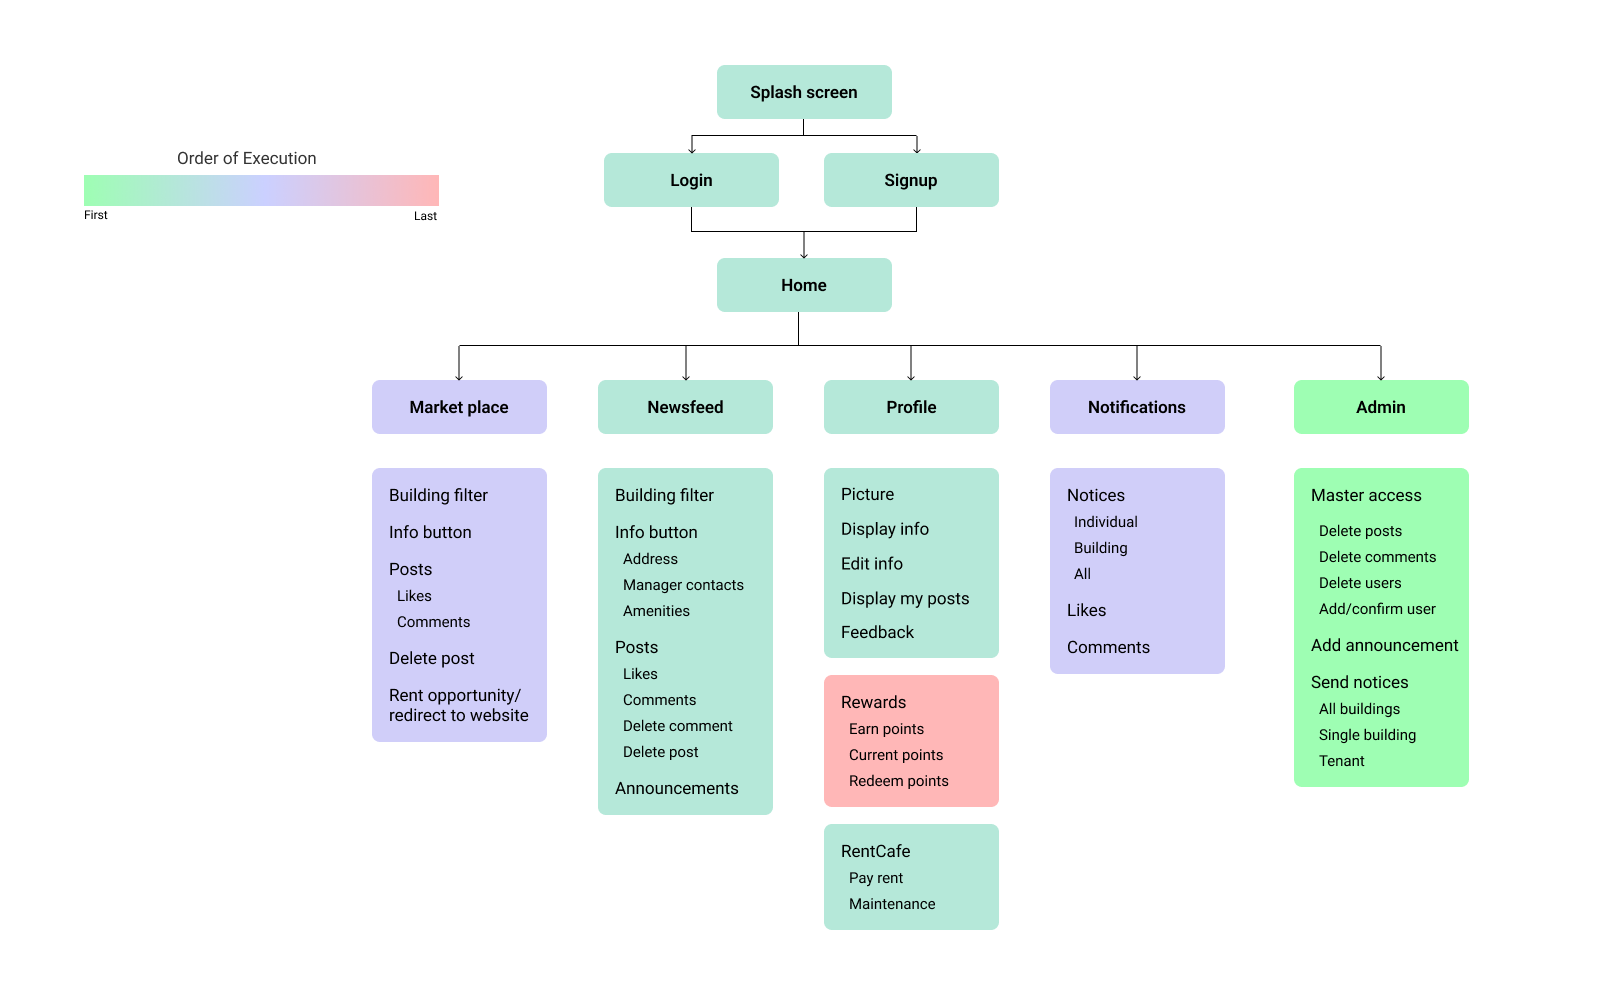 Splash screen
Order of Execution
First
Last
Login
Signup
Home
Market place
Newsfeed
Profile
Notifications
Admin
Building filter
Info button
Posts
Likes
Comments
Delete post
Rent opportunity/
redirect to website
Building filter
Info button
Address
Manager contacts
Amenities
Posts
Likes
Comments
Delete comment
Delete post
Announcements
Picture
Display info
Edit info
Display my posts
Feedback
Rewards
Earn points
Current points
Redeem points
RentCafe
Pay rent
Maintenance
Notices
Individual
Building
All
Likes
Comments
Master access
Delete posts
Delete comments
Delete users
Add/confirm user
Add announcement
Send notices
All buildings
Single building
Tenant